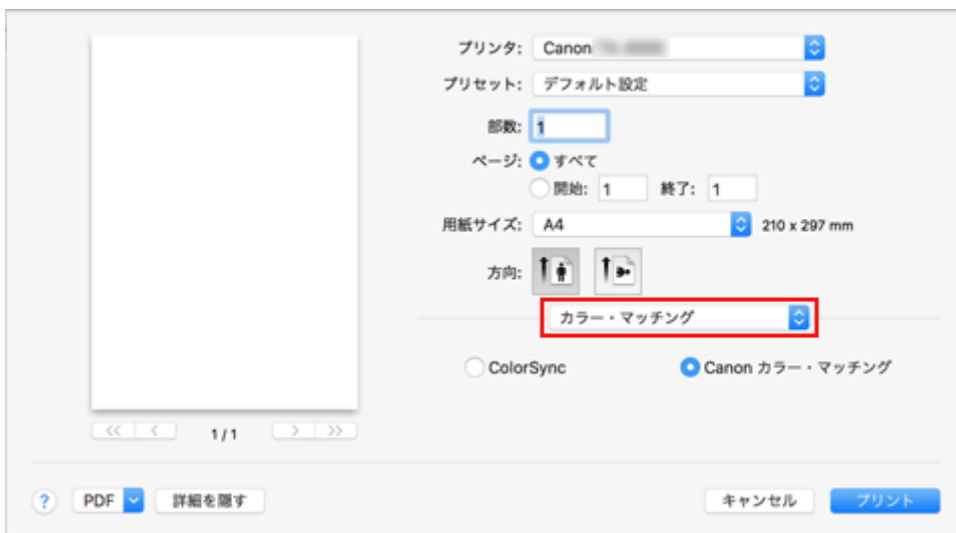 プリンタ: Canon
プリセット: デフォルト設定
部数: 1
ページ: すべて
開始: 1 終了: 1
用紙サイズ: A4 210 x 297 mm
方向:
カラー・マッチング
ColorSync Canon カラー・マッチング
<< < 1 / 1 > >>
? PDF 詳細を隠す キャンセル プリント